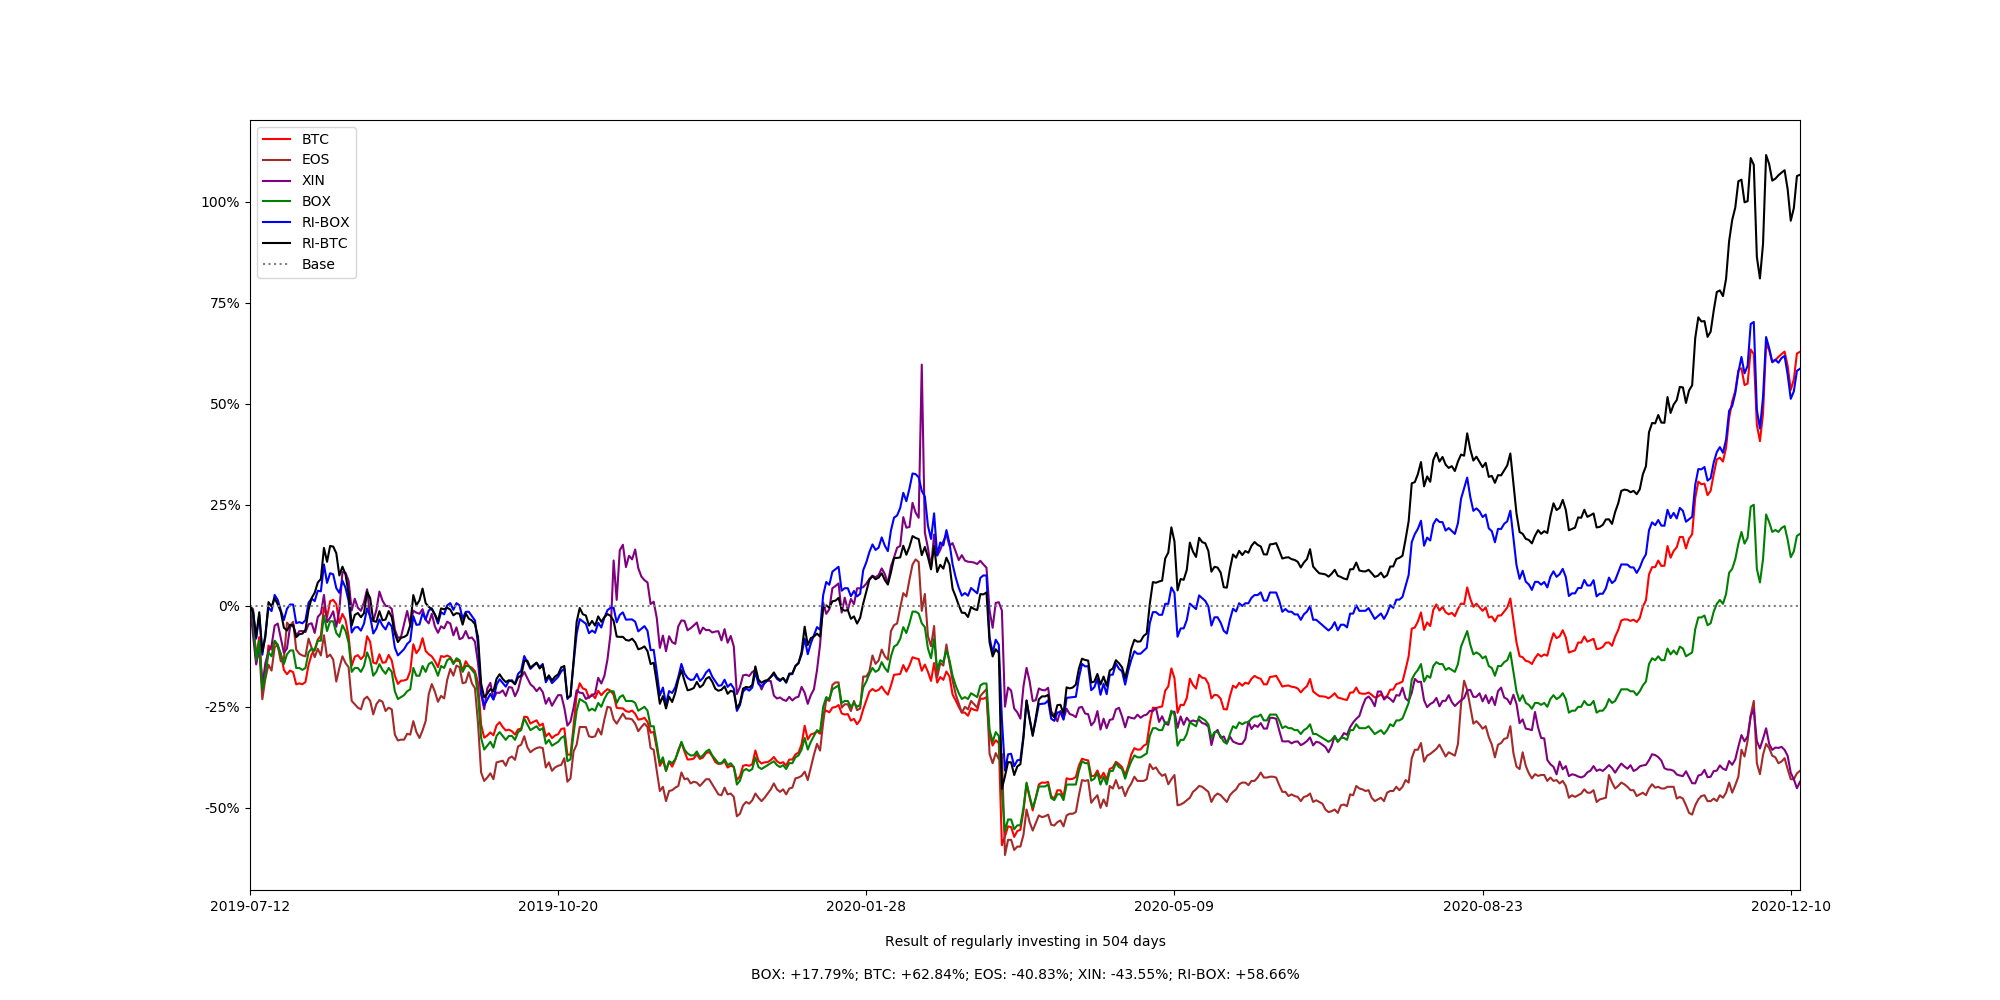 BTC
EOS
XIN
BOX
RI-BOX
RI-BTC
Base
100%
75%
50%
25%
0%
-25%
-50%
2019-07-12 2019-10-20 2020-01-28 2020-05-09 2020-08-23 2020-12-10
Result of regularly investing in 504 days
BOX: +17.79%; BTC: +62.84%; EOS: -40.83%; XIN: -43.55%; RI-BOX: +58.66%